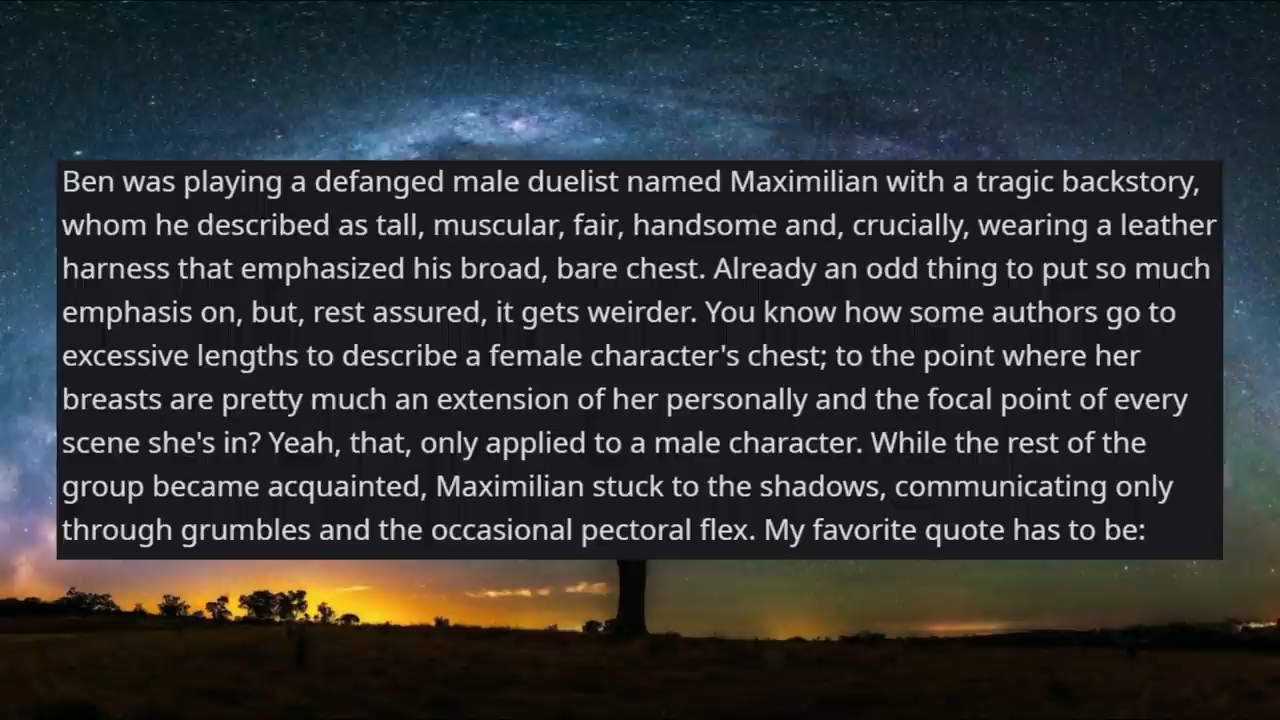 Ben was playing a defanged male duelist named Maximilian with a tragic backstory,
whom he described as tall, muscular, fair, handsome and, crucially, wearing a leather
harness that emphasized his broad, bare chest. Already an odd thing to put so much
emphasis on, but, rest assured, it gets weirder. You know how some authors go to
excessive lengths to describe a female character's chest; to the point where her
breasts are pretty much an extension of her personally and the focal point of every
scene she's in? Yeah, that, only applied to a male character. While the rest of the
group became acquainted, Maximilian stuck to the shadows, communicating only
through grumbles and the occasional pectoral flex. My favorite quote has to be: